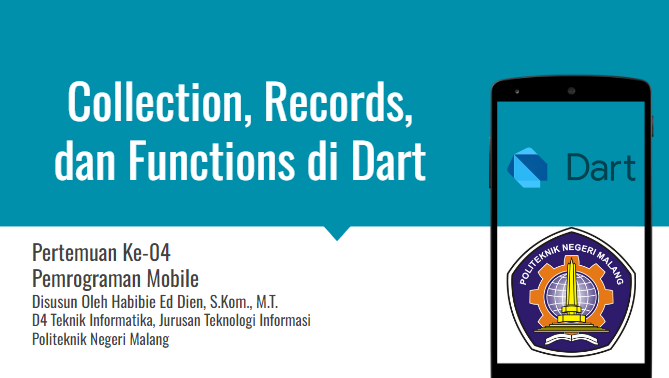 Collection, Records,
dan Functions di Dart
Dart
POLITEKNIK NEGERI MALANG
Pertemuan Ke-04
Pemrograman Mobile
Disusun Oleh Habibie Ed Dien, S.Kom., M.T.
D4 Teknik Informatika, Jurusan Teknologi Informasi
Politeknik Negeri Malang